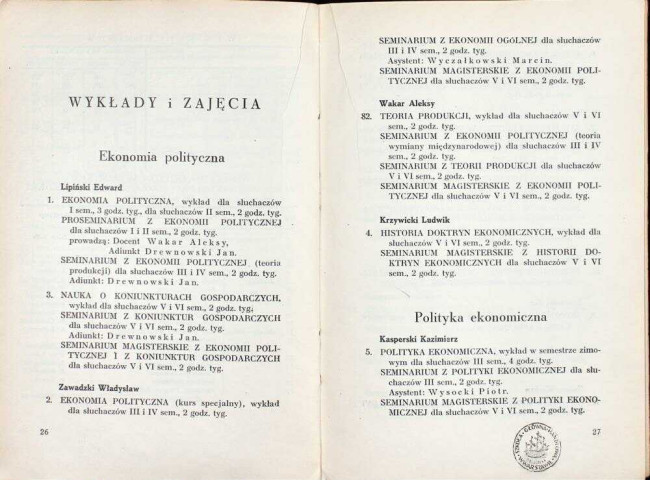 WYKŁADY i ZAJĘCIA
Ekonomia polityczna
Lipiński Edward
1. EKONOMIA POLITYCZNA, wykład dla słuchaczów
I sem., 3 godz. tyg., dla słuchaczów II sem., 2 godz. tyg.
PROSEMINARIUM Z EKONOMII POLITYCZNEJ
dla słuchaczów I i II sem., 2 godz. tyg.
prowadzą: Docent Wakar Aleksy,
Adiunkt Drewnowski Jan.
SEMINARIUM Z EKONOMII POLITYCZNEJ (teoria
produkcji) dla słuchaczów III i IV sem., 2 godz. tyg.
Adiunkt: Drewnowski Jan.
3. NAUKA O KONIUNKTURACH GOSPODARCZYCH,
wykład dla słuchaczów V i VI sem., 2 godz. tyg.
SEMINARIUM Z KONIUNKTUR GOSPODARCZYCH
dla słuchaczów V i VI sem., 2 godz. tyg.
Adiunkt: Drewnowski Jan.
SEMINARIUM MAGISTERSKIE Z EKONOMII POLI-
TYCZNEJ I Z KONIUNKTUR GOSPODARCZYCH
dla słuchaczów V i VI sem., 2 godz. tyg.
Zawadzki Władysław
2. EKONOMIA POLITYCZNA (kurs specjalny), wykład
dla słuchaczów III i IV sem., 2 godz. tyg.
26
SEMINARIUM Z EKONOMII OGÓLNEJ dla słuchaczów
III i IV sem., 2 godz. tyg.
Asystent: Wyczałkowski Marcin.
SEMINARIUM MAGISTERSKIE Z EKONOMII POLI-
TYCZNEJ dla słuchaczów V i VI sem., 2 godz. tyg.
Wakar Aleksy
82. TEORIA PRODUKCJI, wykład dla słuchaczów V i VI
sem., 2 godz. tyg.
SEMINARIUM Z EKONOMII POLITYCZNEJ (teoria
wymiany międzynarodowej) dla słuchaczów III i IV
sem., 2 godz. tyg.
SEMINARIUM Z TEORII PRODUKCJI dla słuchaczów
V i VI sem., 2 godz. tyg.
SEMINARIUM MAGISTERSKIE Z EKONOMII POLI-
TYCZNEJ dla słuchaczów V i VI sem., 2 godz. tyg.
Krzywicki Ludwik
4. HISTORIA DOKTRYN EKONOMICZNYCH, wykład dla
słuchaczów V i VI sem., 2 godz. tyg.
SEMINARIUM MAGISTERSKIE Z HISTORII DO-
KTRYN EKONOMICZNYCH dla słuchaczów V i VI
sem., 2 godz. tyg.
Polityka ekonomiczna
Kasperski Kazimierz
5. POLITYKA EKONOMICZNA, wykład w semestrze zimo-
wym dla słuchaczów III sem., 4 godz. tyg.
SEMINARIUM Z POLITYKI EKONOMICZNEJ dla słu-
chaczów III sem., 2 godz. tyg.
Asystent: Wysocki Piotr.
SEMINARIUM MAGISTERSKIE Z POLITYKI EKONO-
MICZNEJ dla słuchaczów V i VI sem., 2 godz. tyg.
27
SZKOŁA GŁÓWNA HANDLOWA
W WARSZAWIE